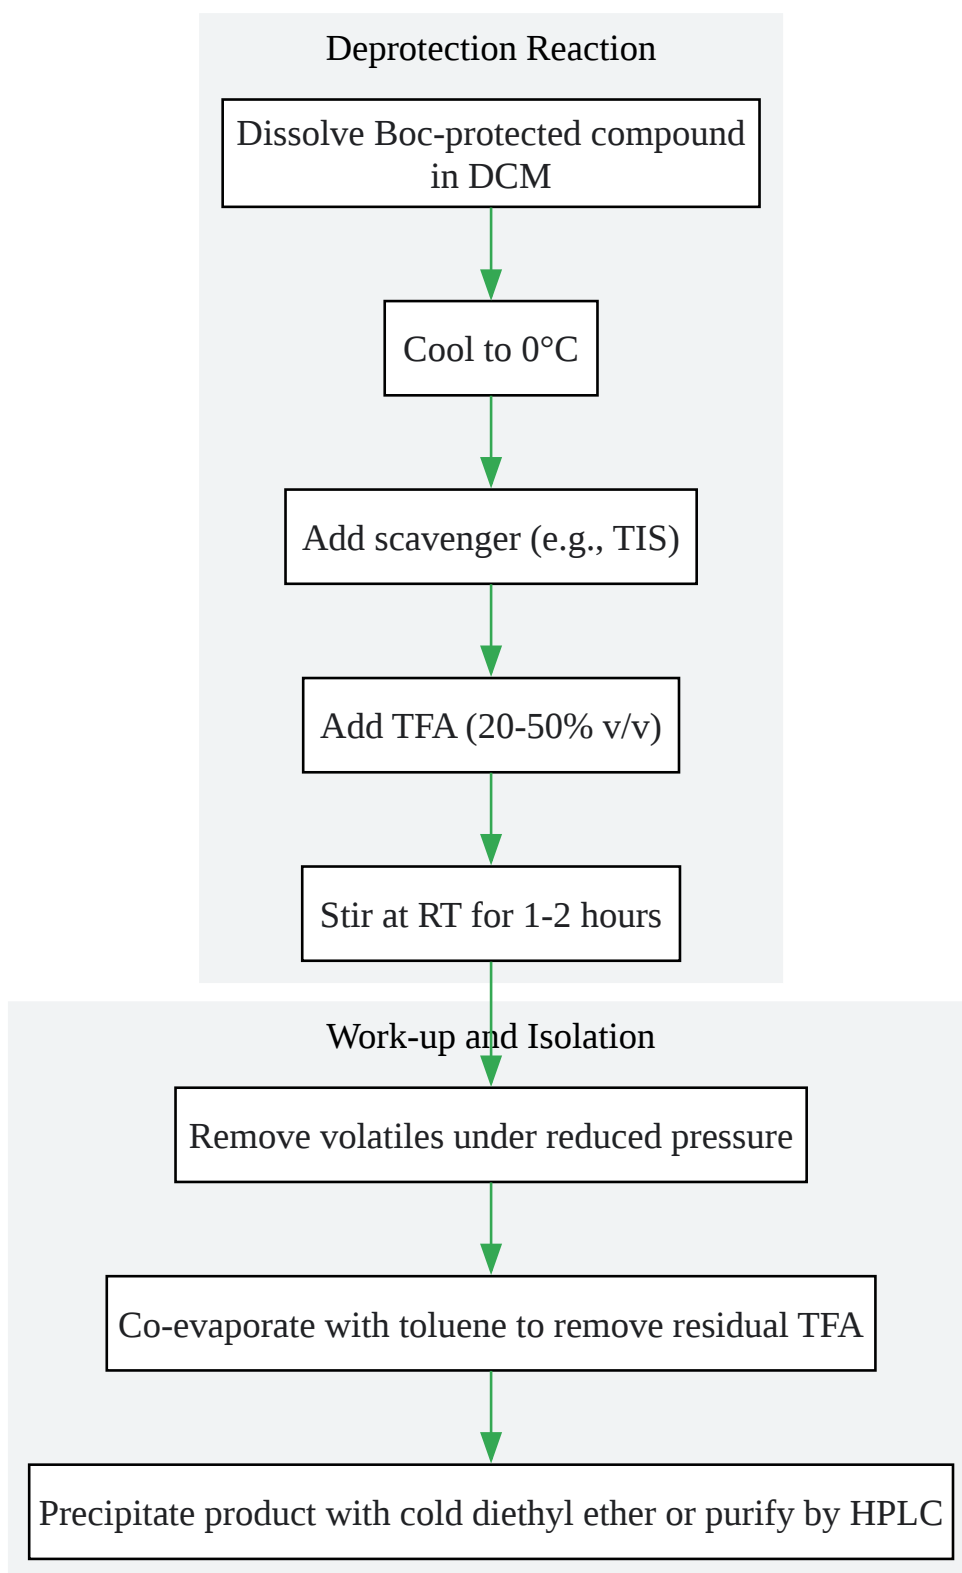 Deprotection Reaction
Dissolve Boc-protected compound
in DCM
Cool to 0°C
Add scavenger (e.g., TIS)
Add TFA (20-50% v/v)
Stir at RT for 1-2 hours
Work-up and Isolation
Remove volatiles under reduced pressure
Co-evaporate with toluene to remove residual TFA
Precipitate product with cold diethyl ether or purify by HPLC